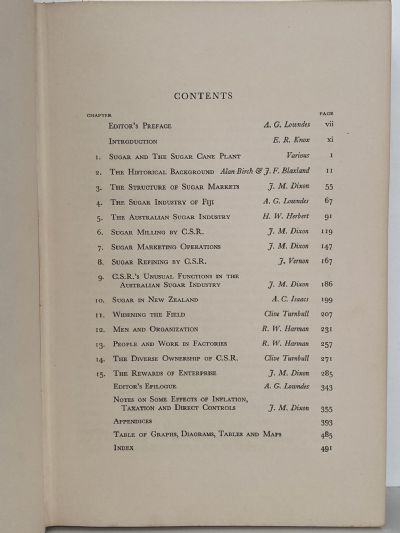 CONTENTS
CHAPTER PAGE
EDITOR'S PREFACE A. G. Lowndes vii
INTRODUCTION E. R. Knox xi
1. SUGAR AND THE SUGAR CANE PLANT Various 1
2. THE HISTORICAL BACKGROUND Alan Birch & J. F. Blaxland 11
3. THE STRUCTURE OF SUGAR MARKETS J. M. Dixon 55
4. THE SUGAR INDUSTRY OF FIJI A. G. Lowndes 67
5. THE AUSTRALIAN SUGAR INDUSTRY H. W. Herbert 91
6. SUGAR MILLING BY C.S.R. J. M. Dixon 119
7. SUGAR MARKETING OPERATIONS J. M. Dixon 147
8. SUGAR REFINING BY C.S.R. J. Vernon 167
9. C.S.R.'S UNUSUAL FUNCTIONS IN THE
AUSTRALIAN SUGAR INDUSTRY J. M. Dixon 186
10. SUGAR IN NEW ZEALAND A. C. Isaacs 199
11. WIDENING THE FIELD Clive Turnbull 207
12. MEN AND ORGANIZATION R. W. Harman 231
13. PEOPLE AND WORK IN FACTORIES R. W. Harman 257
14. THE DIVERSE OWNERSHIP OF C.S.R. Clive Turnbull 271
15. THE REWARDS OF ENTERPRISE J. M. Dixon 285
EDITOR'S EPILOGUE A. G. Lowndes 343
NOTES ON SOME EFFECTS OF INFLATION,
TAXATION AND DIRECT CONTROLS J. M. Dixon 355
APPENDICES 393
TABLE OF GRAPHS, DIAGRAMS, TABLES AND MAPS 485
INDEX 491